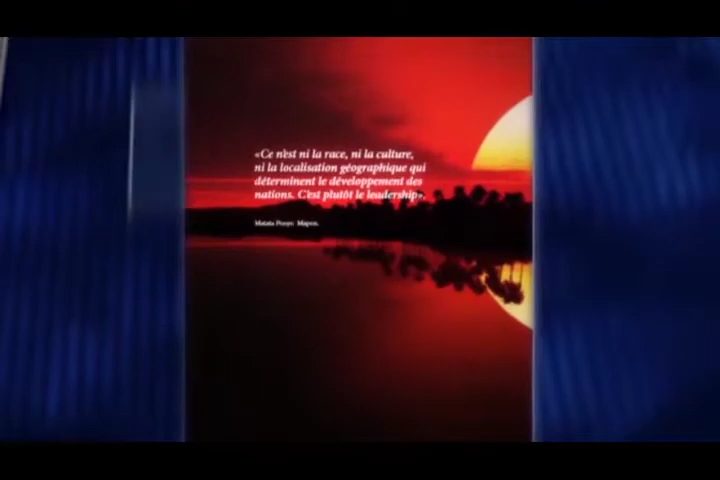 «Ce n'est ni la race, ni la culture,
ni la localisation géographique qui
déterminent le développement des
nations. C'est plutôt le leadership».
Matata Ponyo Mapon.